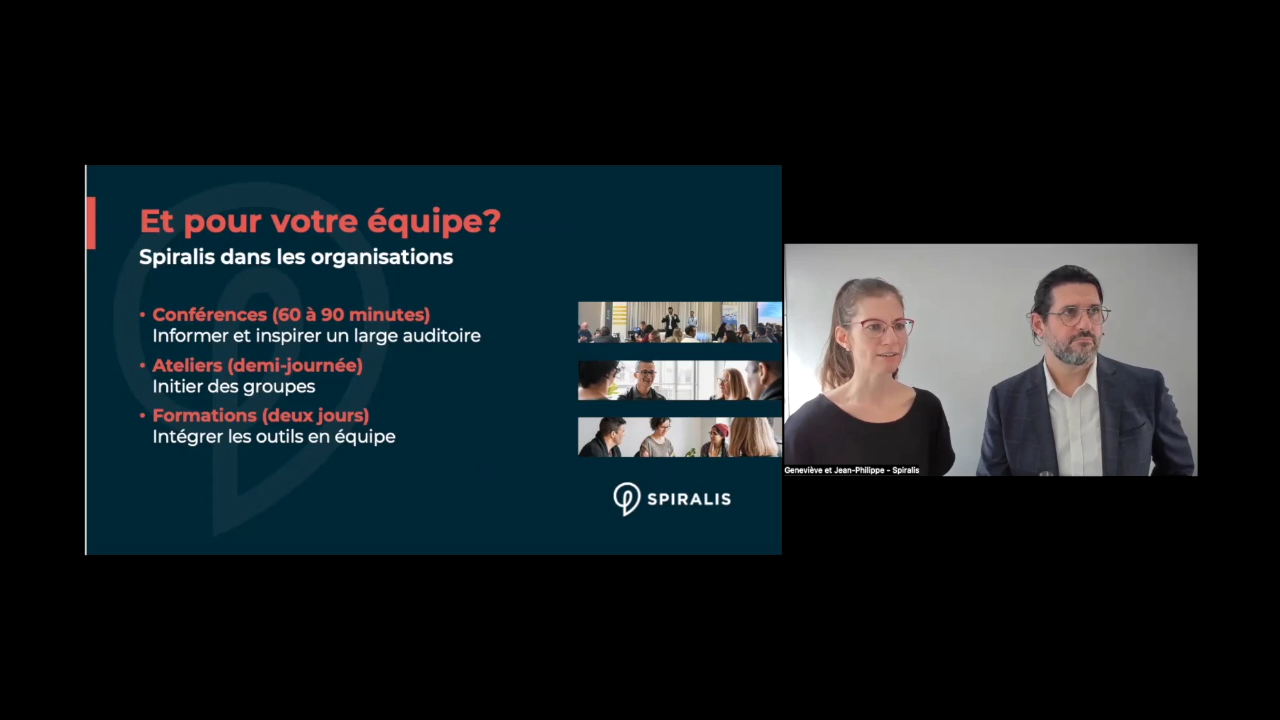 Et pour votre équipe?
Spiralis dans les organisations
• Conférences (60 à 90 minutes)
Informer et inspirer un large auditoire
• Ateliers (demi-journée)
Initier des groupes
• Formations (deux jours)
Intégrer les outils en équipe
SPIRALIS
Geneviève et Jean-Philippe - Spiralis